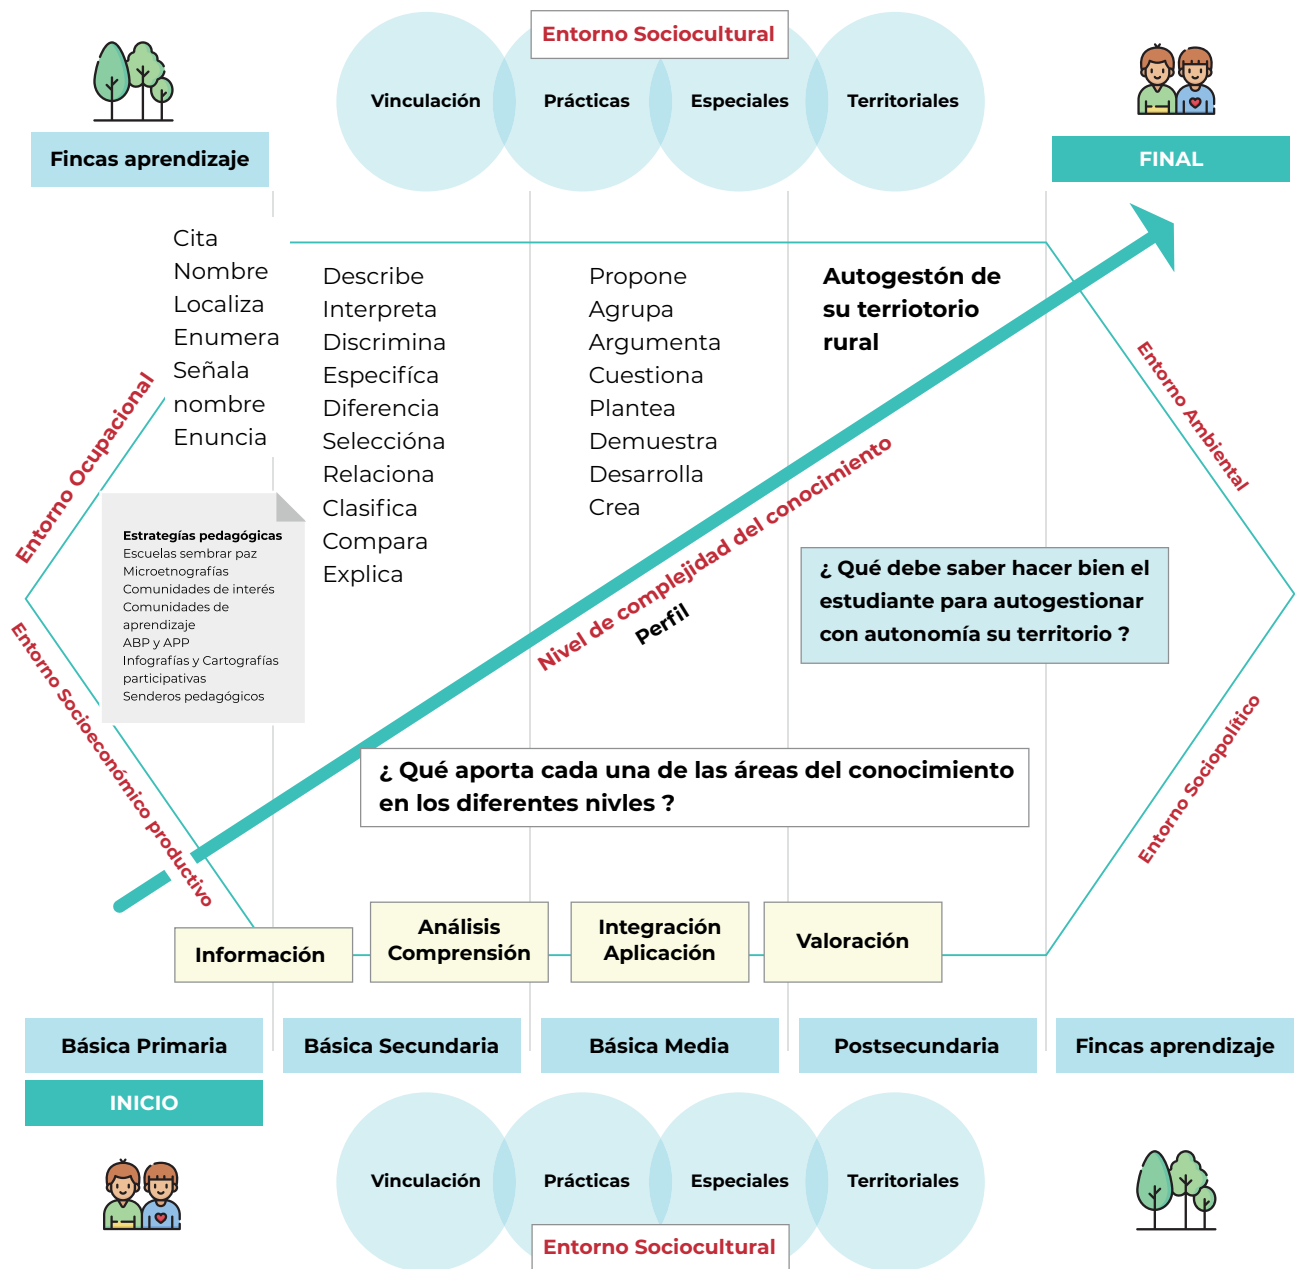 Entorno Sociocultural
Vinculación
Prácticas
Especiales
Territoriales
Fincas aprendizaje
FINAL
Cita
Nombre
Localiza
Enumera
Señala
nombre
Enuncia
Describe
Interpreta
Discrimina
Específica
Diferencia
Seleccióna
Relaciona
Clasifica
Compara
Explica
Propone
Agrupa
Argumenta
Cuestiona
Plantea
Demuestra
Desarrolla
Crea
Autogestón de
su terriotorio
rural
Entorno Ocupacional
Entorno Ambiental
Estrategías pedagógicas
Escuelas sembrar paz
Microetnografías
Comunidades de interés
Comunidades de
aprendizaje
ABP y APP
Infografías y Cartografías
participativas
Senderos pedagógicos
Nivel de complejidad del conocimiento
Perfil
¿ Qué debe saber hacer bien el
estudiante para autogestionar
con autonomía su territorio ?
Entorno Socioeconómico productivo
Entorno Sociopolítico
¿ Qué aporta cada una de las áreas del conocimiento
en los diferentes nivles ?
Información
Análisis
Comprensión
Integración
Aplicación
Valoración
Básica Primaria
Básica Secundaria
Básica Media
Postsecundaria
Fincas aprendizaje
INICIO
Vinculación
Prácticas
Especiales
Territoriales
Entorno Sociocultural